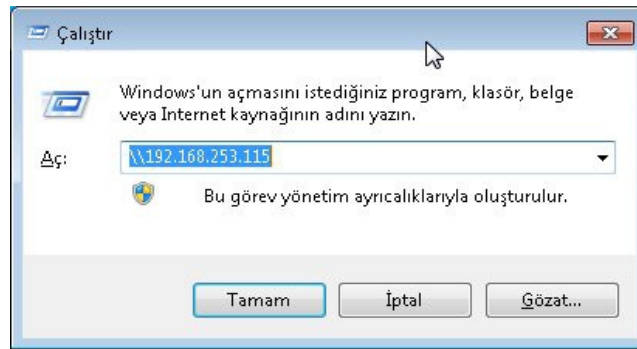 Çalıştır
Windows'un açmasını istediğiniz program, klasör, belge
veya Internet kaynağının adını yazın.
Aç: \\192.168.253.115
Bu görev yönetim ayrıcalıklarıyla oluşturulur.
Tamam İptal Gözat...